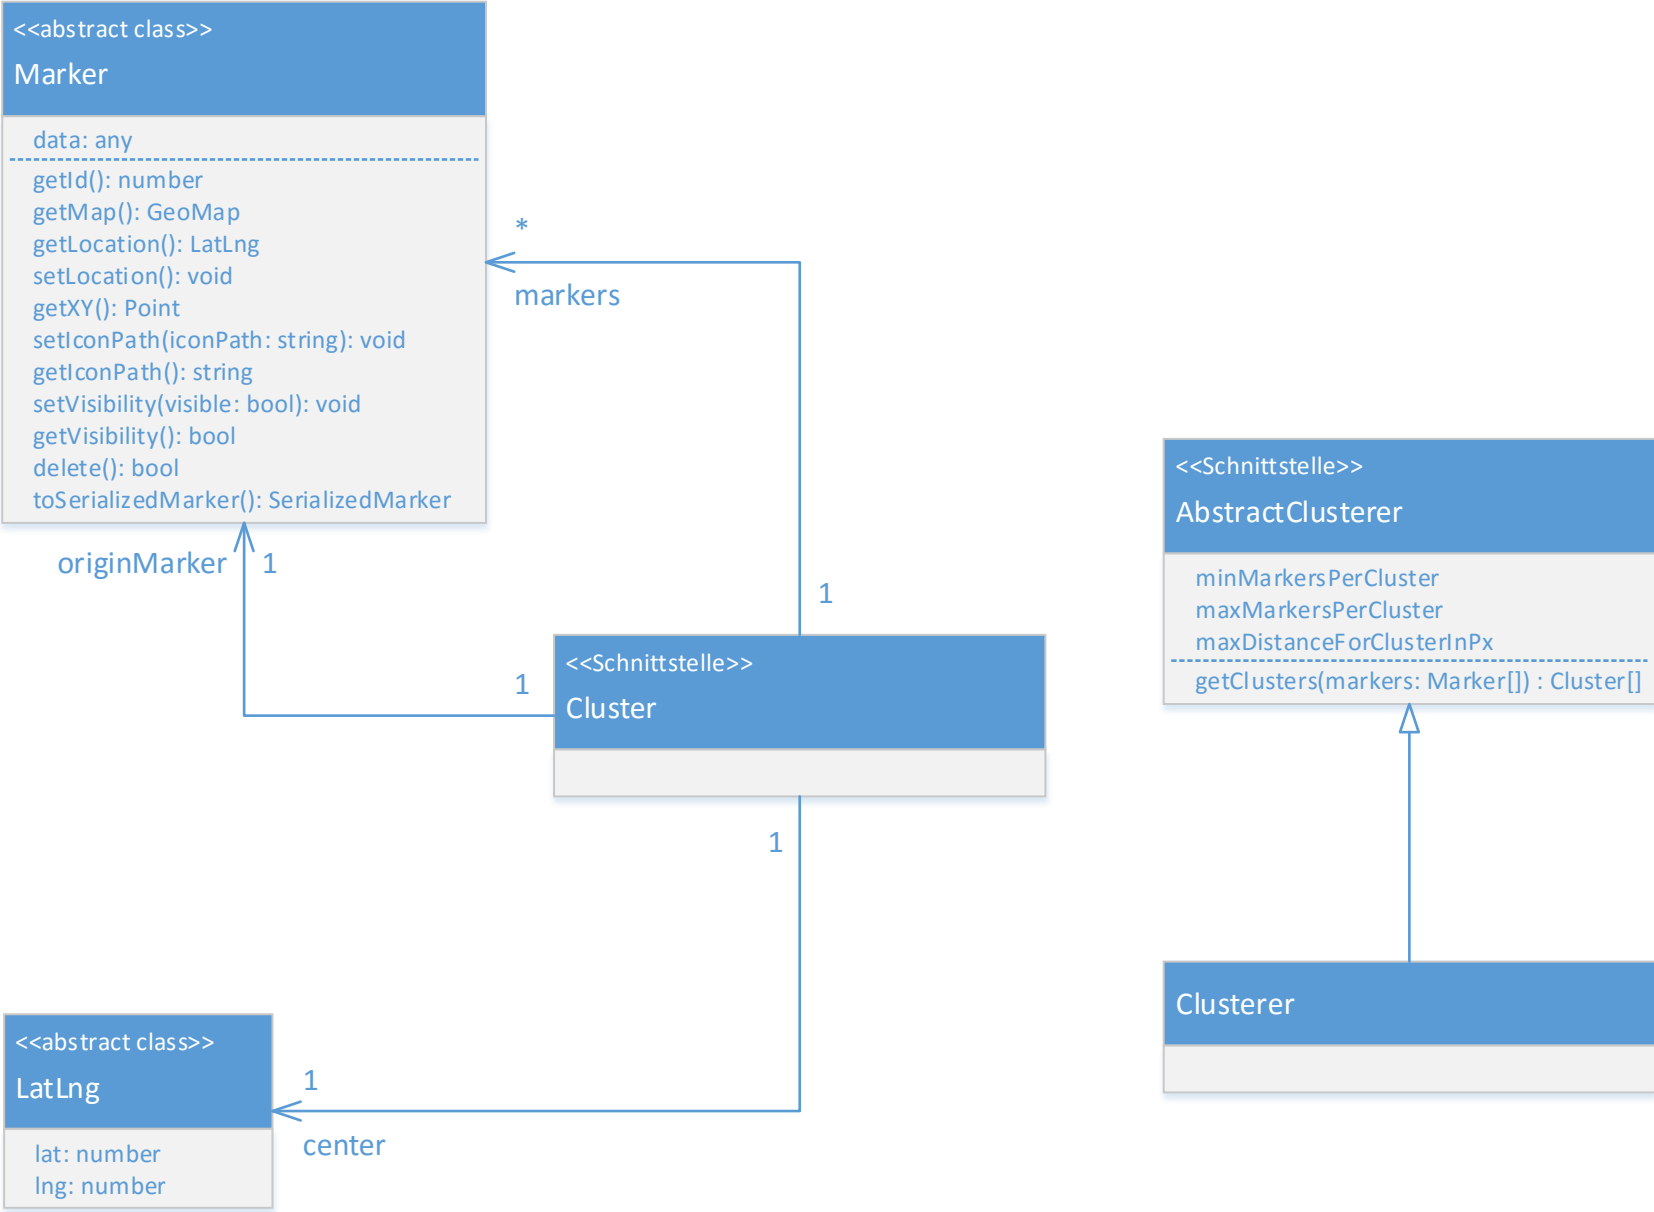 <<abstract class>>
Marker
data: any
getId(): number
getMap(): GeoMap
getLocation(): LatLng
setLocation(): void
getXY(): Point
setIconPath(iconPath: string): void
getIconPath(): string
setVisibility(visible: bool): void
getVisibility(): bool
delete(): bool
toSerializedMarker(): SerializedMarker
*
markers
originMarker
1
1
1
<<Schnittstelle>>
Cluster
1
<<Schnittstelle>>
AbstractClusterer
minMarkersPerCluster
maxMarkersPerCluster
maxDistanceForClusterInPx
getClusters(markers: Marker[]) : Cluster[]
Clusterer
<<abstract class>>
LatLng
lat: number
lng: number
1
center